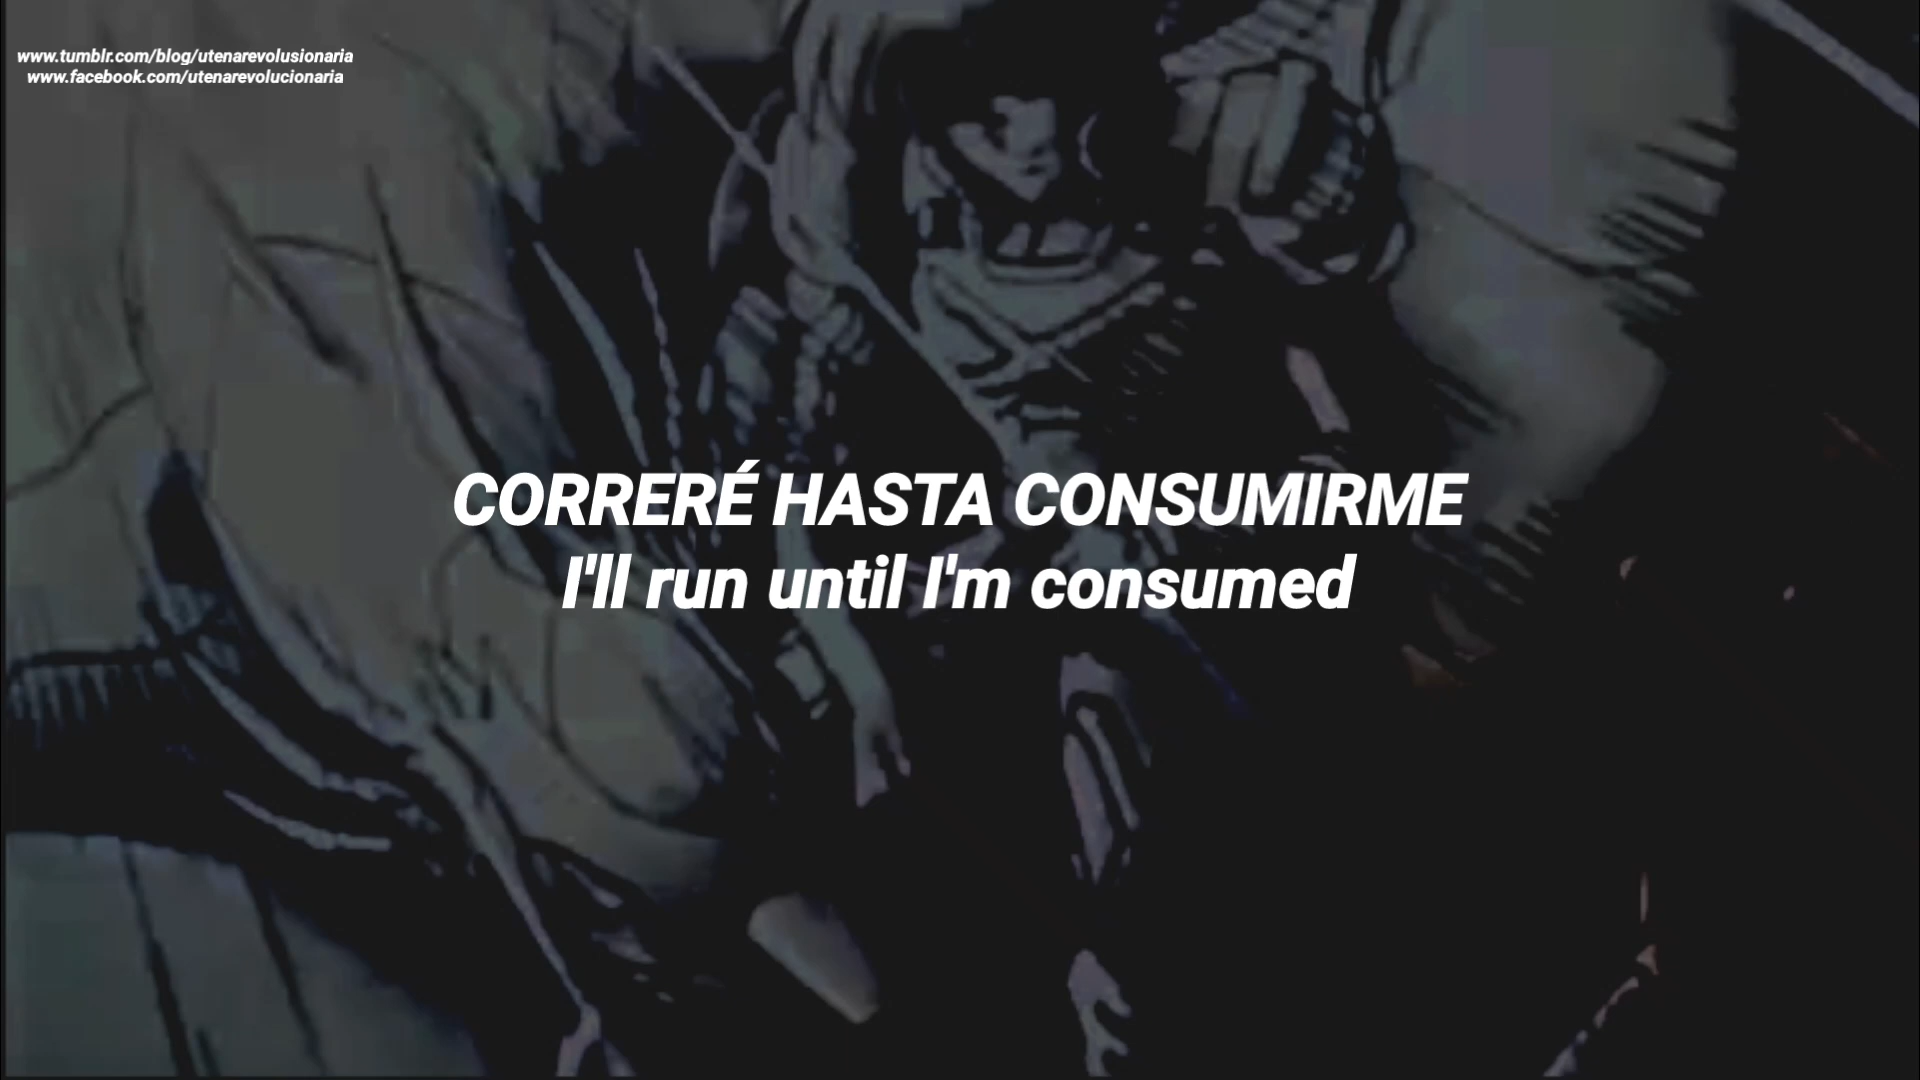 www.tumblr.com/blog/utenarevolusionaria
www.facebook.com/utenarevolucionaria
CORRERÉ HASTA CONSUMIRME
I'll run until I'm consumed